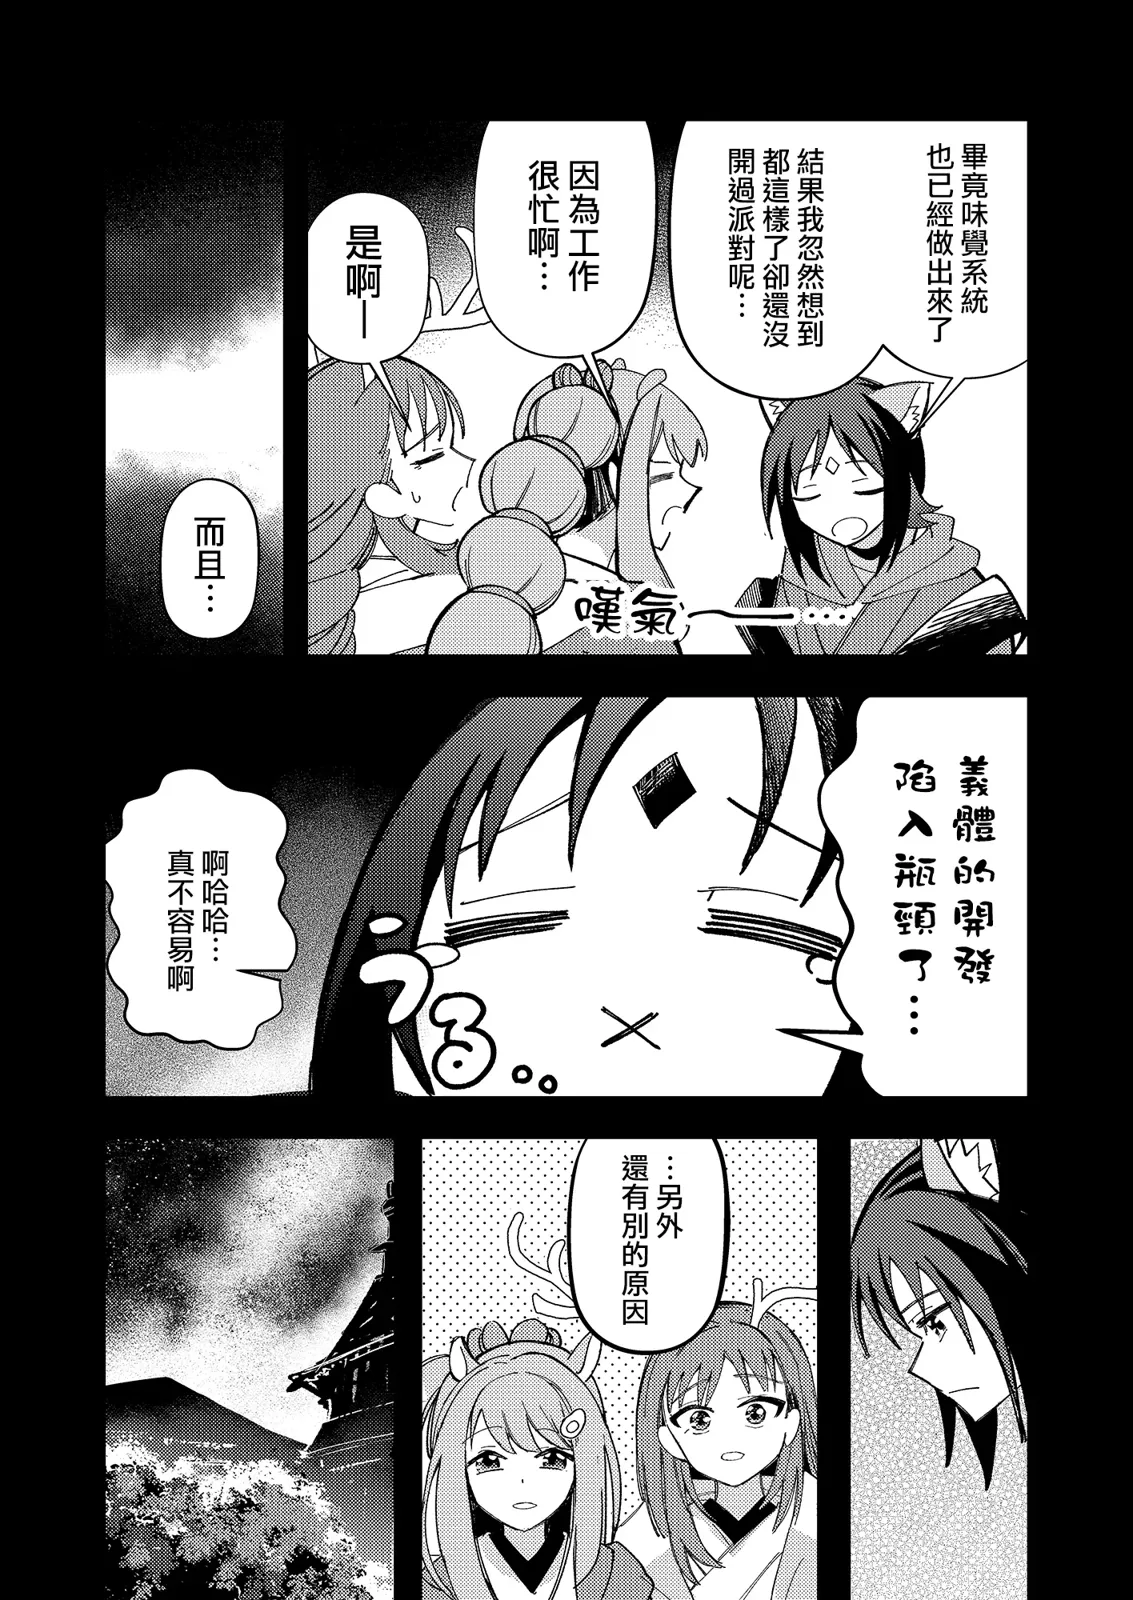 畢竟味覺系統
也已經做出來了
結果我忽然想到
都這樣了卻還沒
開過派對呢…
因為工作
很忙啊…
是啊—
嘆氣——…
而且…
義體的開發
陷入瓶頸了…
うる…
啊哈哈…
真不容易啊
…另外
還有別的原因